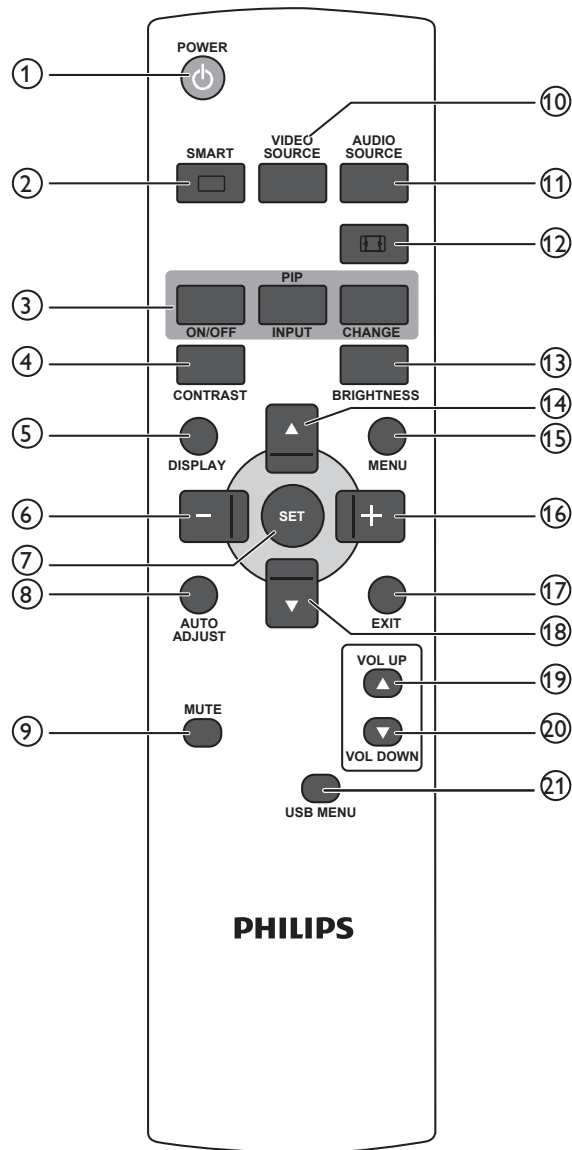 POWER
1
10
VIDEO
SOURCE
AUDIO
SOURCE
SMART
2
11
12
PIP
3
ON/OFF
INPUT
CHANGE
4
13
CONTRAST
BRIGHTNESS
14
5
15
DISPLAY
MENU
6
−
SET
+
16
7
8
17
AUTO
ADJUST
EXIT
18
VOL UP
19
MUTE
9
20
VOL DOWN
21
USB MENU
PHILIPS